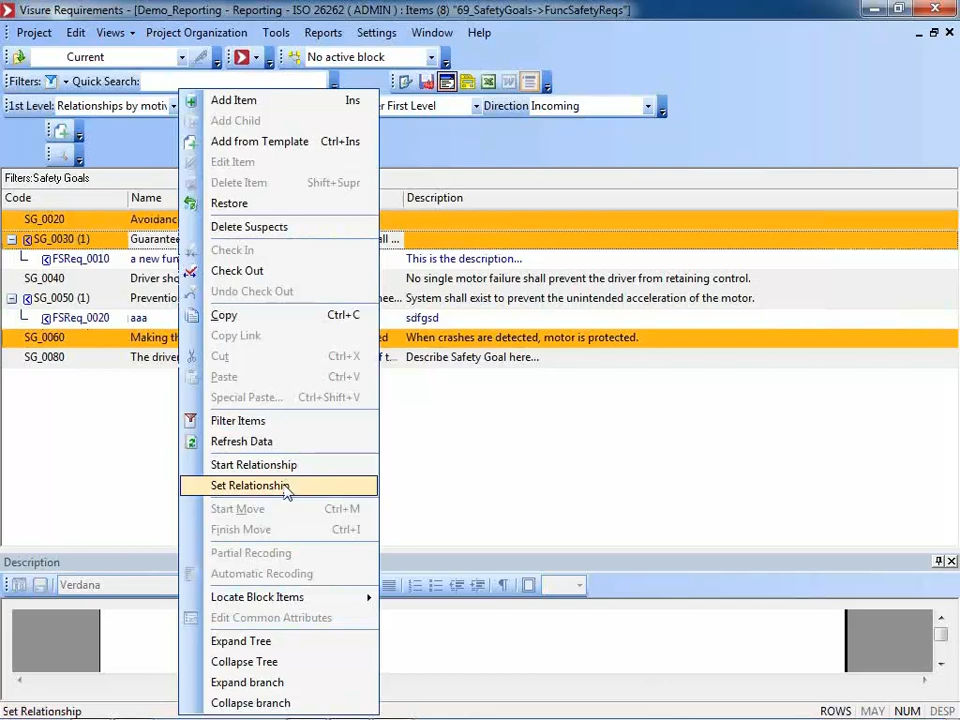 Visure Requirements - [Demo_Reporting - Reporting - ISO 26262 ( ADMIN ) : Items (8 "69_SafetyGoals->FuncSafetyReqs")]
Project Edit Views Project Organization Tools Reports Settings Window Help
Current No active block
Filters: Quick Search:
1st Level: Relationships by motiv First Level Direction Incoming
Filters:Safety Goals
Code Name Description
SG_0020 Avoidanc
SG_0030 (1) Guarantee all ...
FSReq_0010 a new fun This is the description...
SG_0040 Driver sho No single motor failure shall prevent the driver from retaining control.
SG_0050 (1) Preventio nee... System shall exist to prevent the unintended acceleration of the motor.
FSReq_0020 aaa sdfgsd
SG_0060 Making th d When crashes are detected, motor is protected.
SG_0080 The driver of t... Describe Safety Goal here...
Add Item Ins
Add Child
Add from Template Ctrl+Ins
Edit Item
Delete Item Shift+Supr
Restore
Delete Suspects
Check In
Check Out
Undo Check Out
Copy Ctrl+C
Copy Link
Cut Ctrl+X
Paste Ctrl+V
Special Paste... Ctrl+Shift+V
Filter Items
Refresh Data
Start Relationship
Set Relationship
Start Move Ctrl+M
Finish Move Ctrl+I
Partial Recoding
Automatic Recoding
Locate Block Items
Edit Common Attributes
Expand Tree
Collapse Tree
Expand branch
Collapse branch
Description
Verdana
Set Relationship ROWS MAY NUM DESP